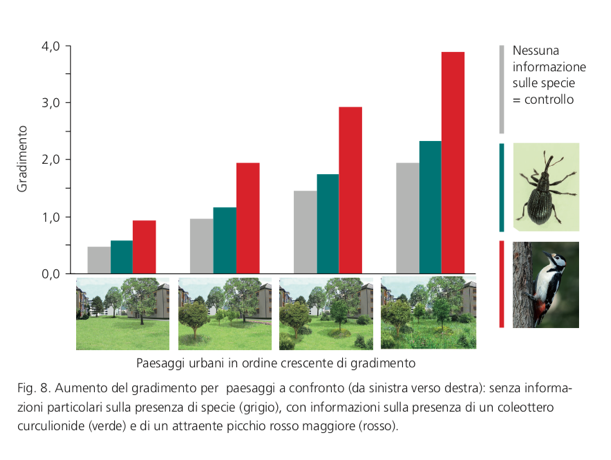 4,0
3,0
2,0
1,0
0,0
Gradimento
Nessuna
informazione
sulle specie
= controllo
Paesaggi urbani in ordine crescente di gradimento
Fig. 8. Aumento del gradimento per paesaggi a confronto (da sinistra verso destra): senza informa-
zioni particolari sulla presenza di specie (grigio), con informazioni sulla presenza di un coleottero
curculionide (verde) e di un attraente picchio rosso maggiore (rosso).